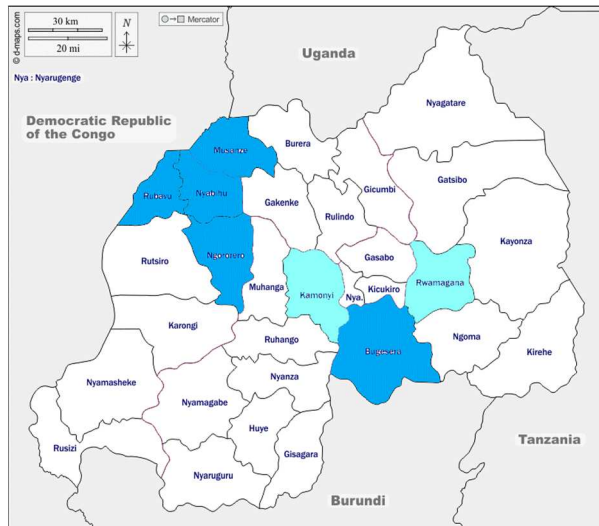 30 km
20 mi
N
Mercator
© d-maps.com
Nya : Nyarugenge
Uganda
Democratic Republic
of the Congo
Nyagatare
Musanze
Burera
Gicumbi
Gatsibo
Rubavu
Nyabihu
Gakenke
Rulindo
Kayonza
Rutsiro
Ngororero
Gasabo
Rwamagana
Muhanga
Kamonyi
Nya.
Kicukiro
Karongi
Ruhango
Bugesera
Ngoma
Kirehe
Nyamasheke
Nyanza
Nyamagabe
Huye
Rusizi
Gisagara
Nyaruguru
Tanzania
Burundi